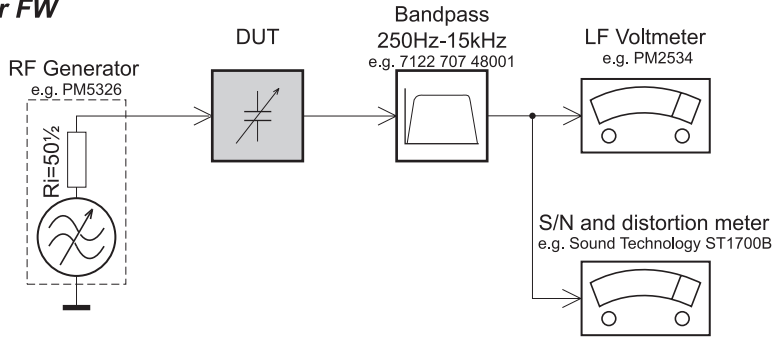 r FW
RF Generator
e.g. PM5326
Ri=50½
DUT
Bandpass
250Hz-15kHz
e.g. 7122 707 48001
LF Voltmeter
e.g. PM2534
S/N and distortion meter
e.g. Sound Technology ST1700B